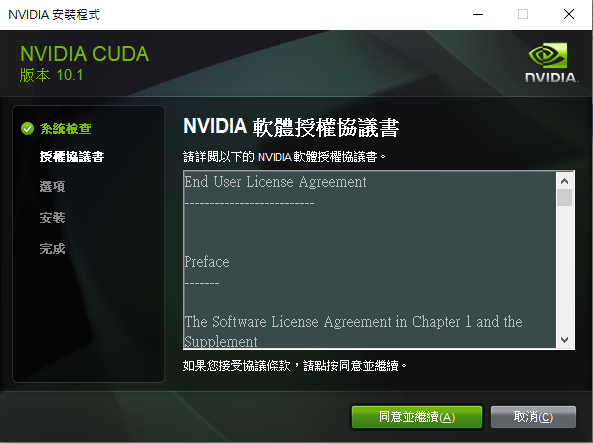 NVIDIA 安裝程式
NVIDIA CUDA
版本 10.1
NVIDIA.
系統檢查
授權協議書
選項
安裝
完成
NVIDIA 軟體授權協議書
請詳閱以下的 NVIDIA 軟體授權協議書。
End User License Agreement
--------------------------
Preface
-------
The Software License Agreement in Chapter 1 and the
Supplement
如果您接受協議條款，請點按同意並繼續。
同意並繼續(A)
取消(C)